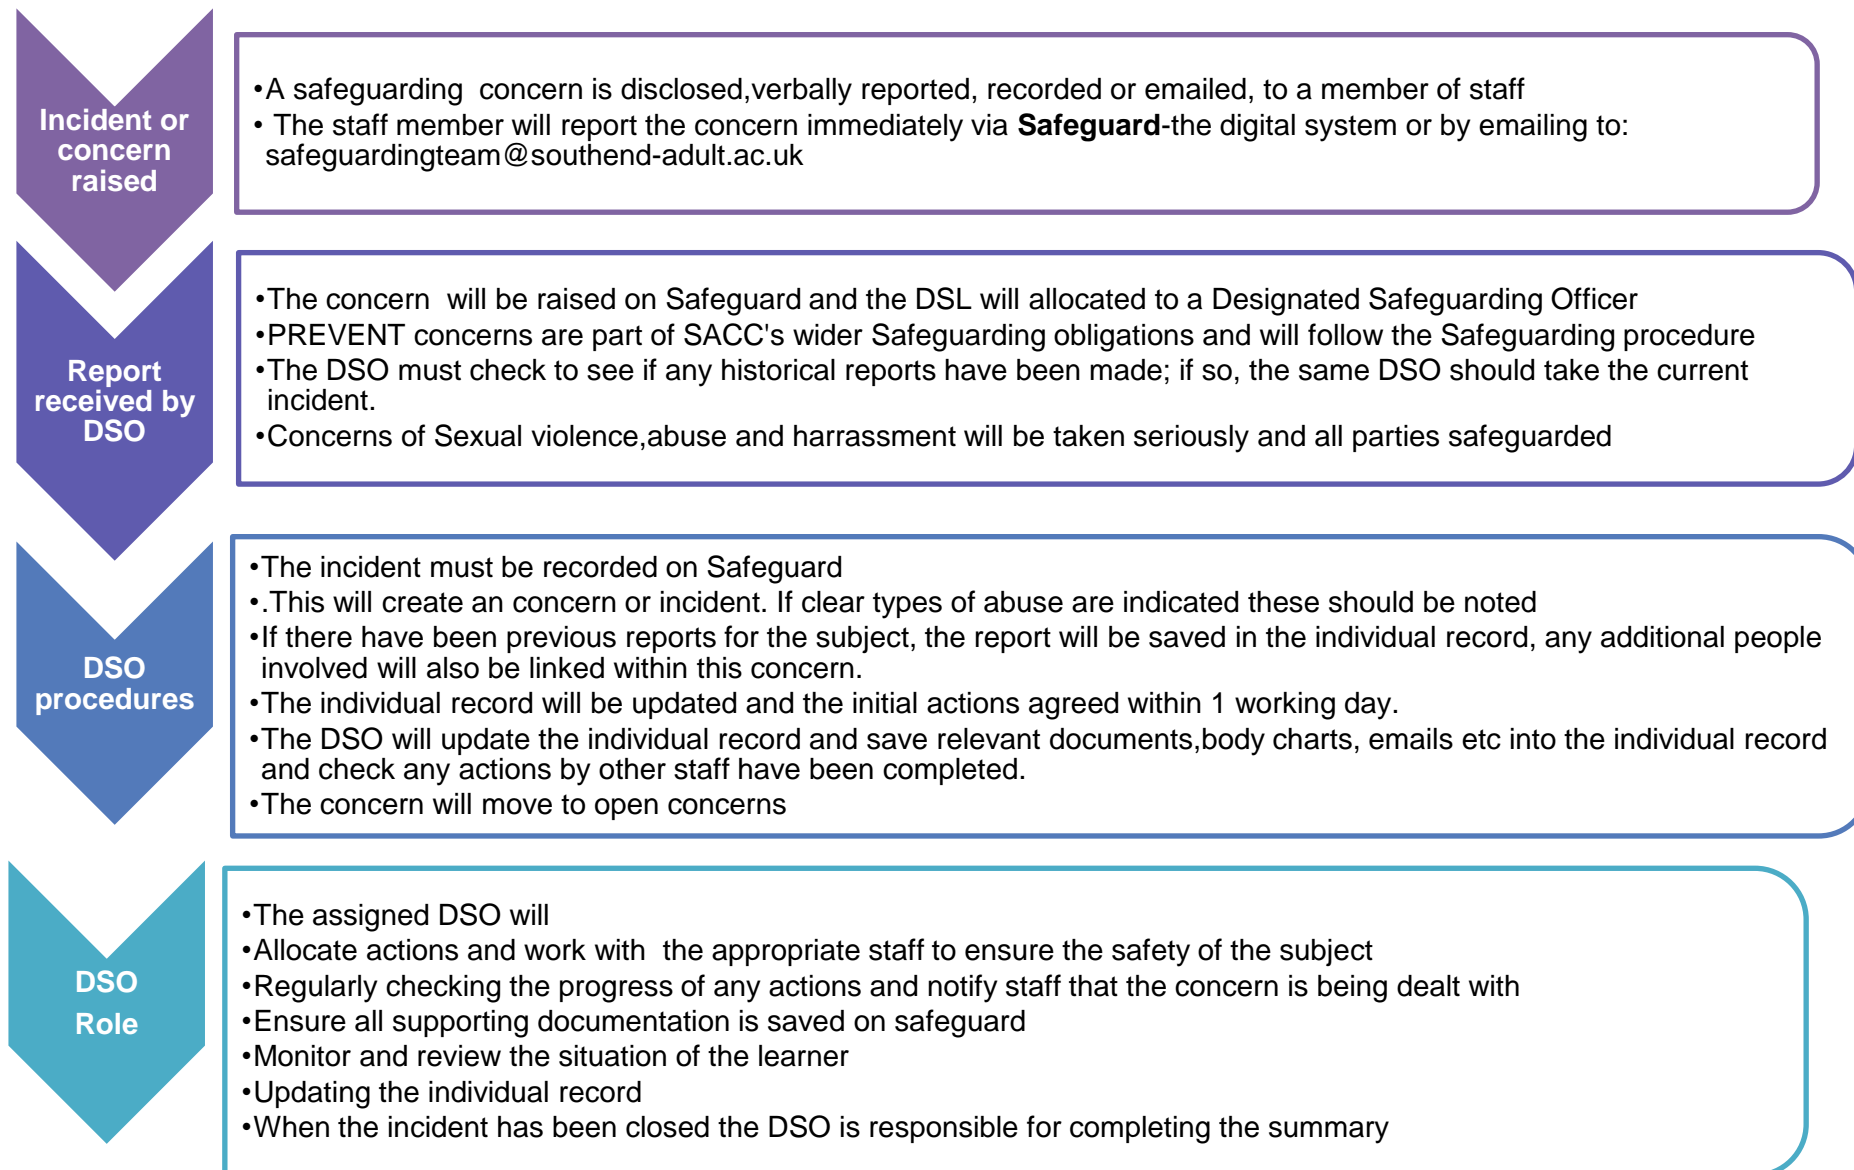 Incident or
concern
raised
•A safeguarding  concern is disclosed,verbally reported, recorded or emailed, to a member of staff
• The staff member will report the concern immediately via Safeguard-the digital system or by emailing to:
safeguardingteam@southend-adult.ac.uk
Report
received by
DSO
•The concern  will be raised on Safeguard and the DSL will allocated to a Designated Safeguarding Officer
•PREVENT concerns are part of SACC's wider Safeguarding obligations and will follow the Safeguarding procedure
•The DSO must check to see if any historical reports have been made; if so, the same DSO should take the current
incident.
•Concerns of Sexual violence,abuse and harrassment will be taken seriously and all parties safeguarded
DSO
procedures
•The incident must be recorded on Safeguard
•.This will create an concern or incident. If clear types of abuse are indicated these should be noted
•If there have been previous reports for the subject, the report will be saved in the individual record, any additional people
involved will also be linked within this concern.
•The individual record will be updated and the initial actions agreed within 1 working day.
•The DSO will update the individual record and save relevant documents,body charts, emails etc into the individual record
and check any actions by other staff have been completed.
•The concern will move to open concerns
DSO
Role
•The assigned DSO will
•Allocate actions and work with  the appropriate staff to ensure the safety of the subject
•Regularly checking the progress of any actions and notify staff that the concern is being dealt with
•Ensure all supporting documentation is saved on safeguard
•Monitor and review the situation of the learner
•Updating the individual record
•When the incident has been closed the DSO is responsible for completing the summary